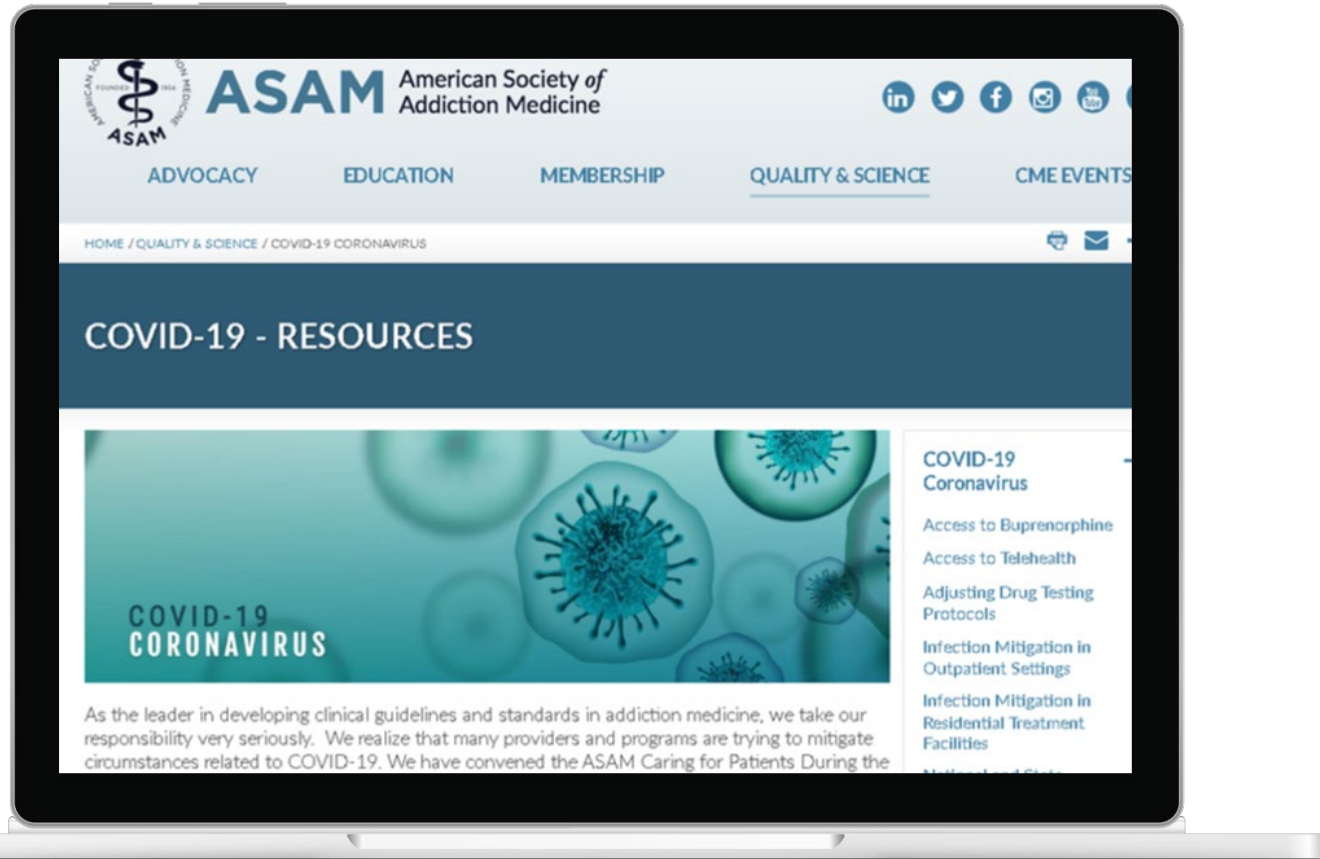 ASAM American Society of
Addiction Medicine
FOUNDED 1954
ASAM
ADVOCACY EDUCATION MEMBERSHIP QUALITY & SCIENCE CME EVENTS
HOME / QUALITY & SCIENCE / COVID-19 CORONAVIRUS
COVID-19 - RESOURCES
COVID-19
CORONAVIRUS
As the leader in developing clinical guidelines and standards in addiction medicine, we take our
responsibility very seriously. We realize that many providers and programs are trying to mitigate
circumstances related to COVID-19. We have convened the ASAM Caring for Patients During the
COVID-19
Coronavirus
Access to Buprenorphine
Access to Telehealth
Adjusting Drug Testing
Protocols
Infection Mitigation in
Outpatient Settings
Infection Mitigation in
Residential Treatment
Facilities